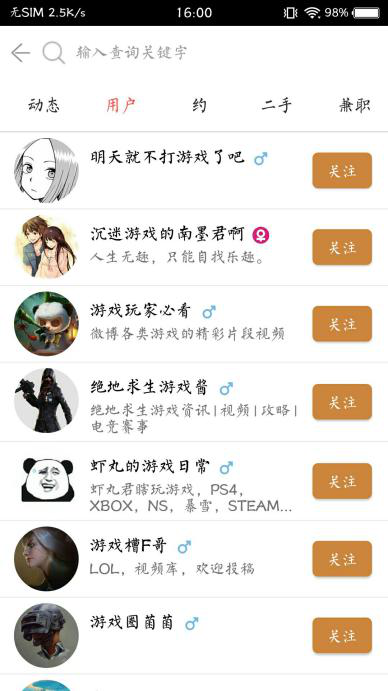 无SIM 2.5K/s 16:00 98%
输入查询关键字
动态 用户 约 二手 兼职
明天就不打游戏了吧
关注
沉迷游戏的南墨君啊
人生无趣，只能自找乐趣。
关注
游戏玩家必看
微博各类游戏的精彩片段视频
关注
绝地求生游戏酱
绝地求生游戏资讯|视频|攻略|
电竞赛事
关注
虾丸的游戏日常
虾丸君瞎玩游戏，PS4，
XBOX，NS，暴雪，STEAM...
关注
游戏槽F哥
LOL，视频库，欢迎投稿
关注
游戏圈菌菌
关注